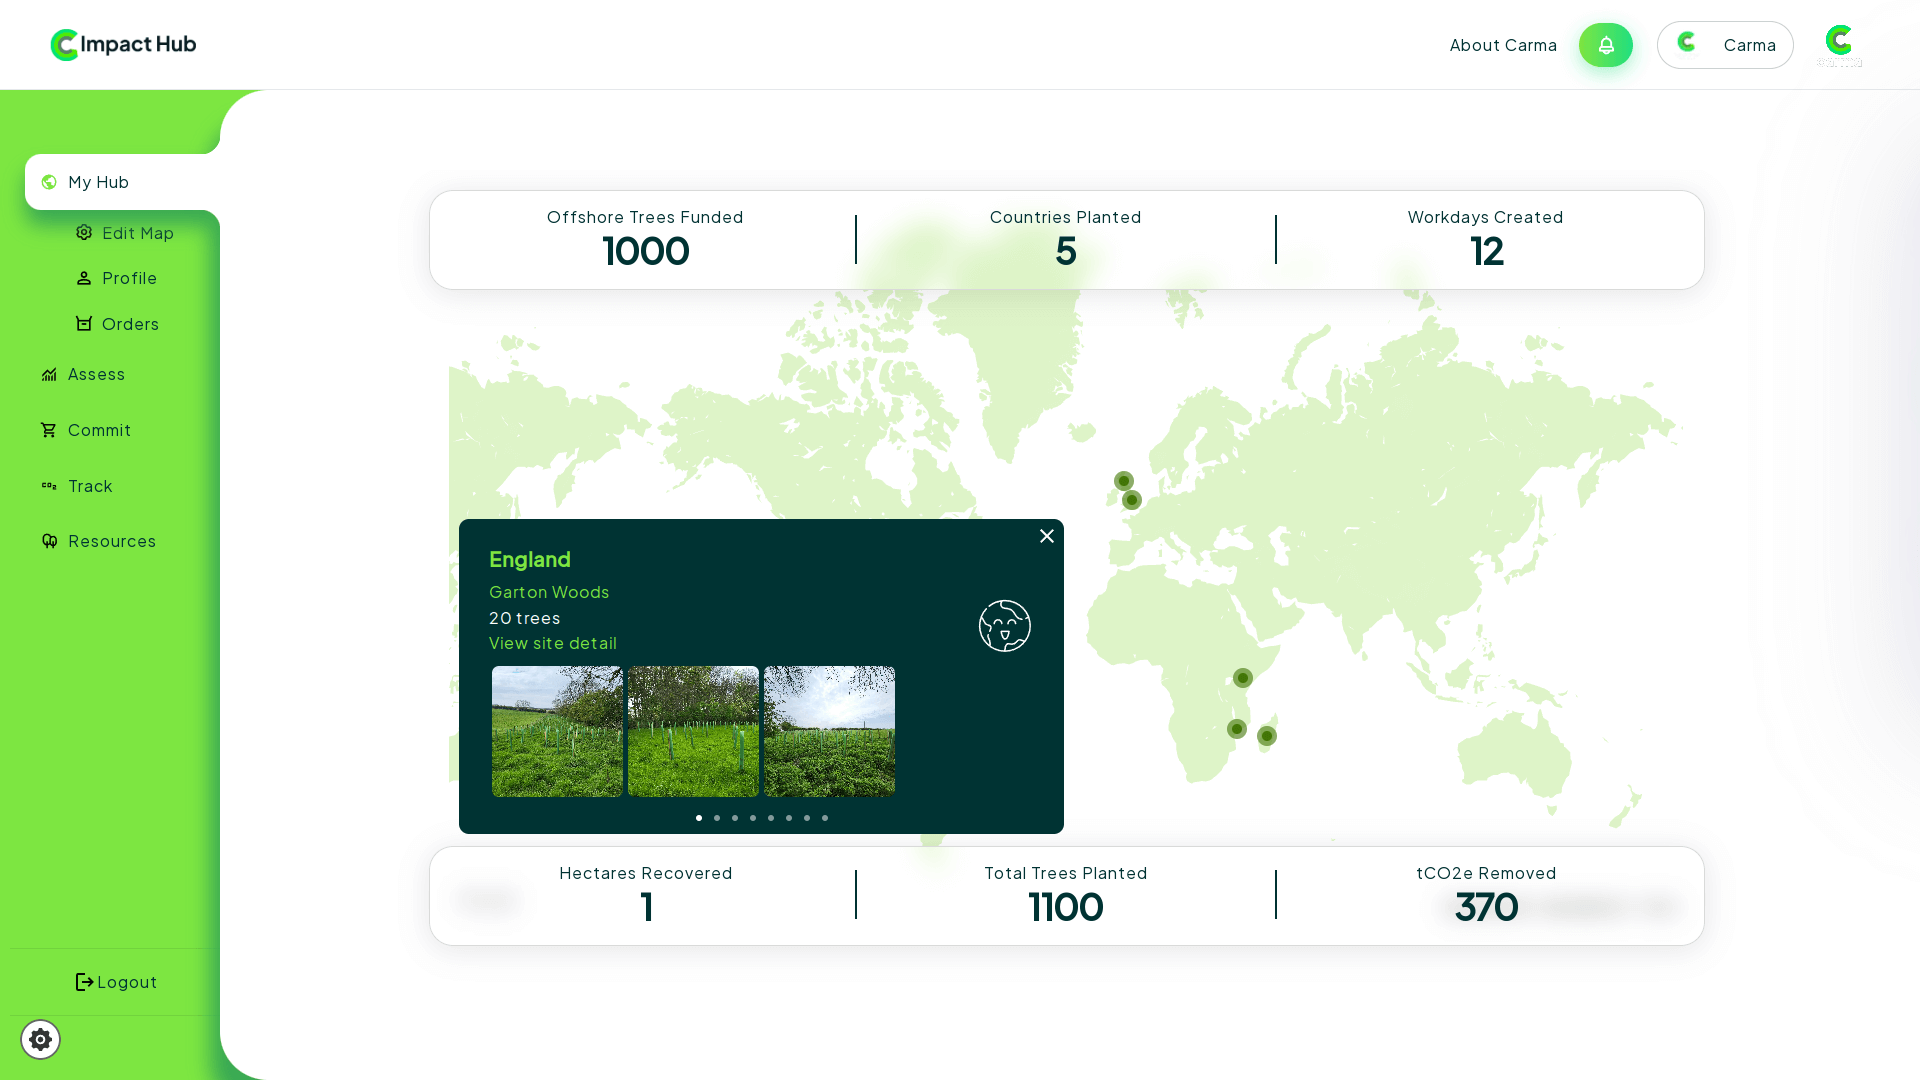 Impact Hub
About Carma
Carma
My Hub
Edit Map
Profile
Orders
Assess
Commit
Track
Resources
Logout
Offshore Trees Funded
1000
Countries Planted
5
Workdays Created
12
England
Garton Woods
20 trees
View site detail
Hectares Recovered
1
Total Trees Planted
1100
tCO2e Removed
370